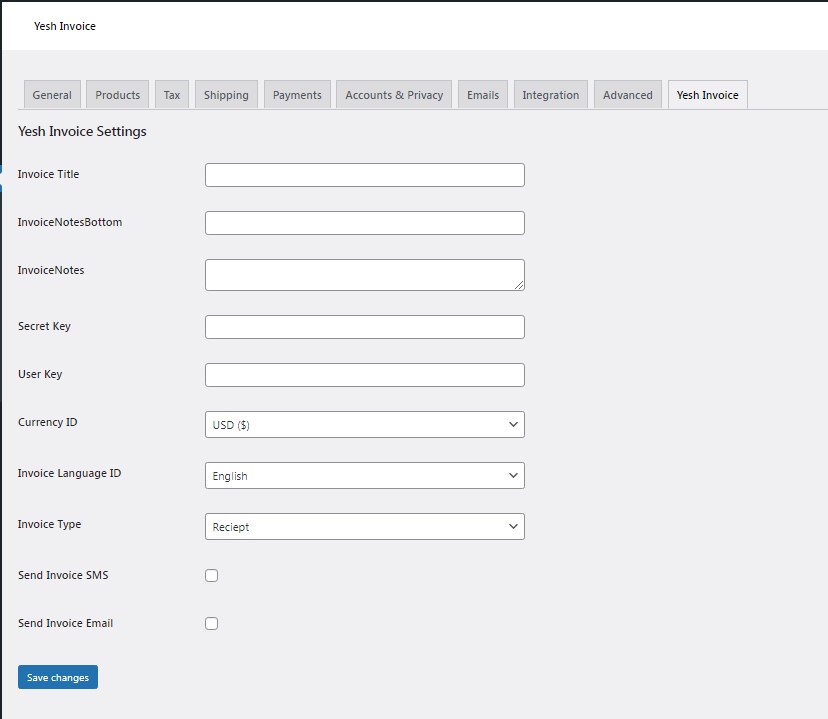 Yesh Invoice
General Products Tax Shipping Payments Accounts & Privacy Emails Integration Advanced Yesh Invoice
Yesh Invoice Settings
Invoice Title
InvoiceNotesBottom
InvoiceNotes
Secret Key
User Key
Currency ID USD ($)
Invoice Language ID English
Invoice Type Reciept
Send Invoice SMS
Send Invoice Email
Save changes